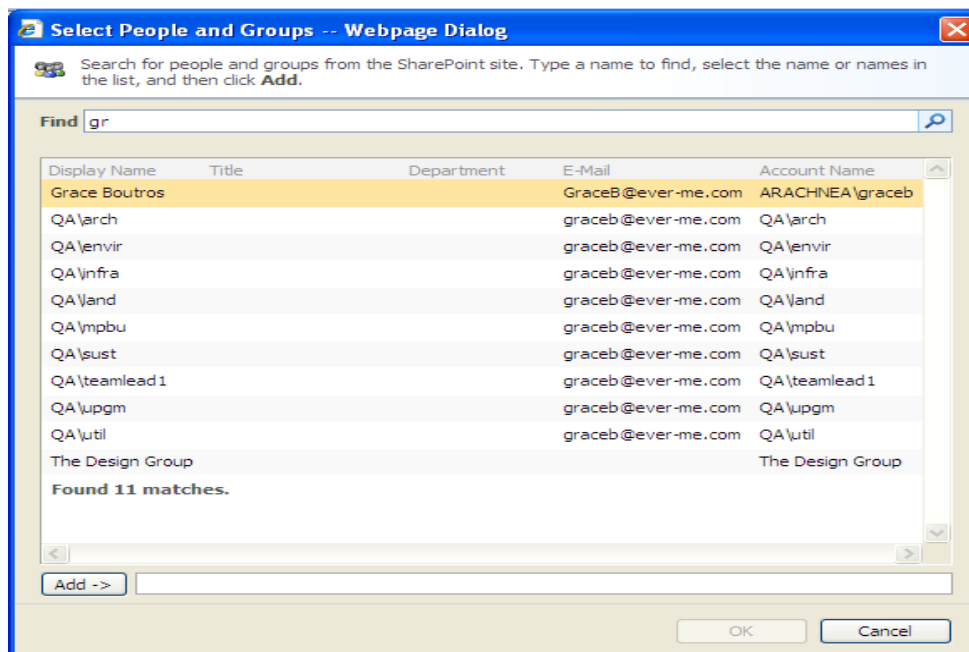 Select People and Groups -- Webpage Dialog
Search for people and groups from the SharePoint site. Type a name to find, select the name or names in
the list, and then click Add.
Find gr
Display Name Title Department E-Mail Account Name
Grace Boutros GraceB@ever-me.com ARACHNEA\graceb
QA\arch graceb@ever-me.com QA\arch
QA\envir graceb@ever-me.com QA\envir
QA\infra graceb@ever-me.com QA\infra
QA\land graceb@ever-me.com QA\land
QA\mpbu graceb@ever-me.com QA\mpbu
QA\sust graceb@ever-me.com QA\sust
QA\teamlead1 graceb@ever-me.com QA\teamlead1
QA\upgm graceb@ever-me.com QA\upgm
QA\util graceb@ever-me.com QA\util
The Design Group The Design Group
Found 11 matches.
Add ->
OK Cancel